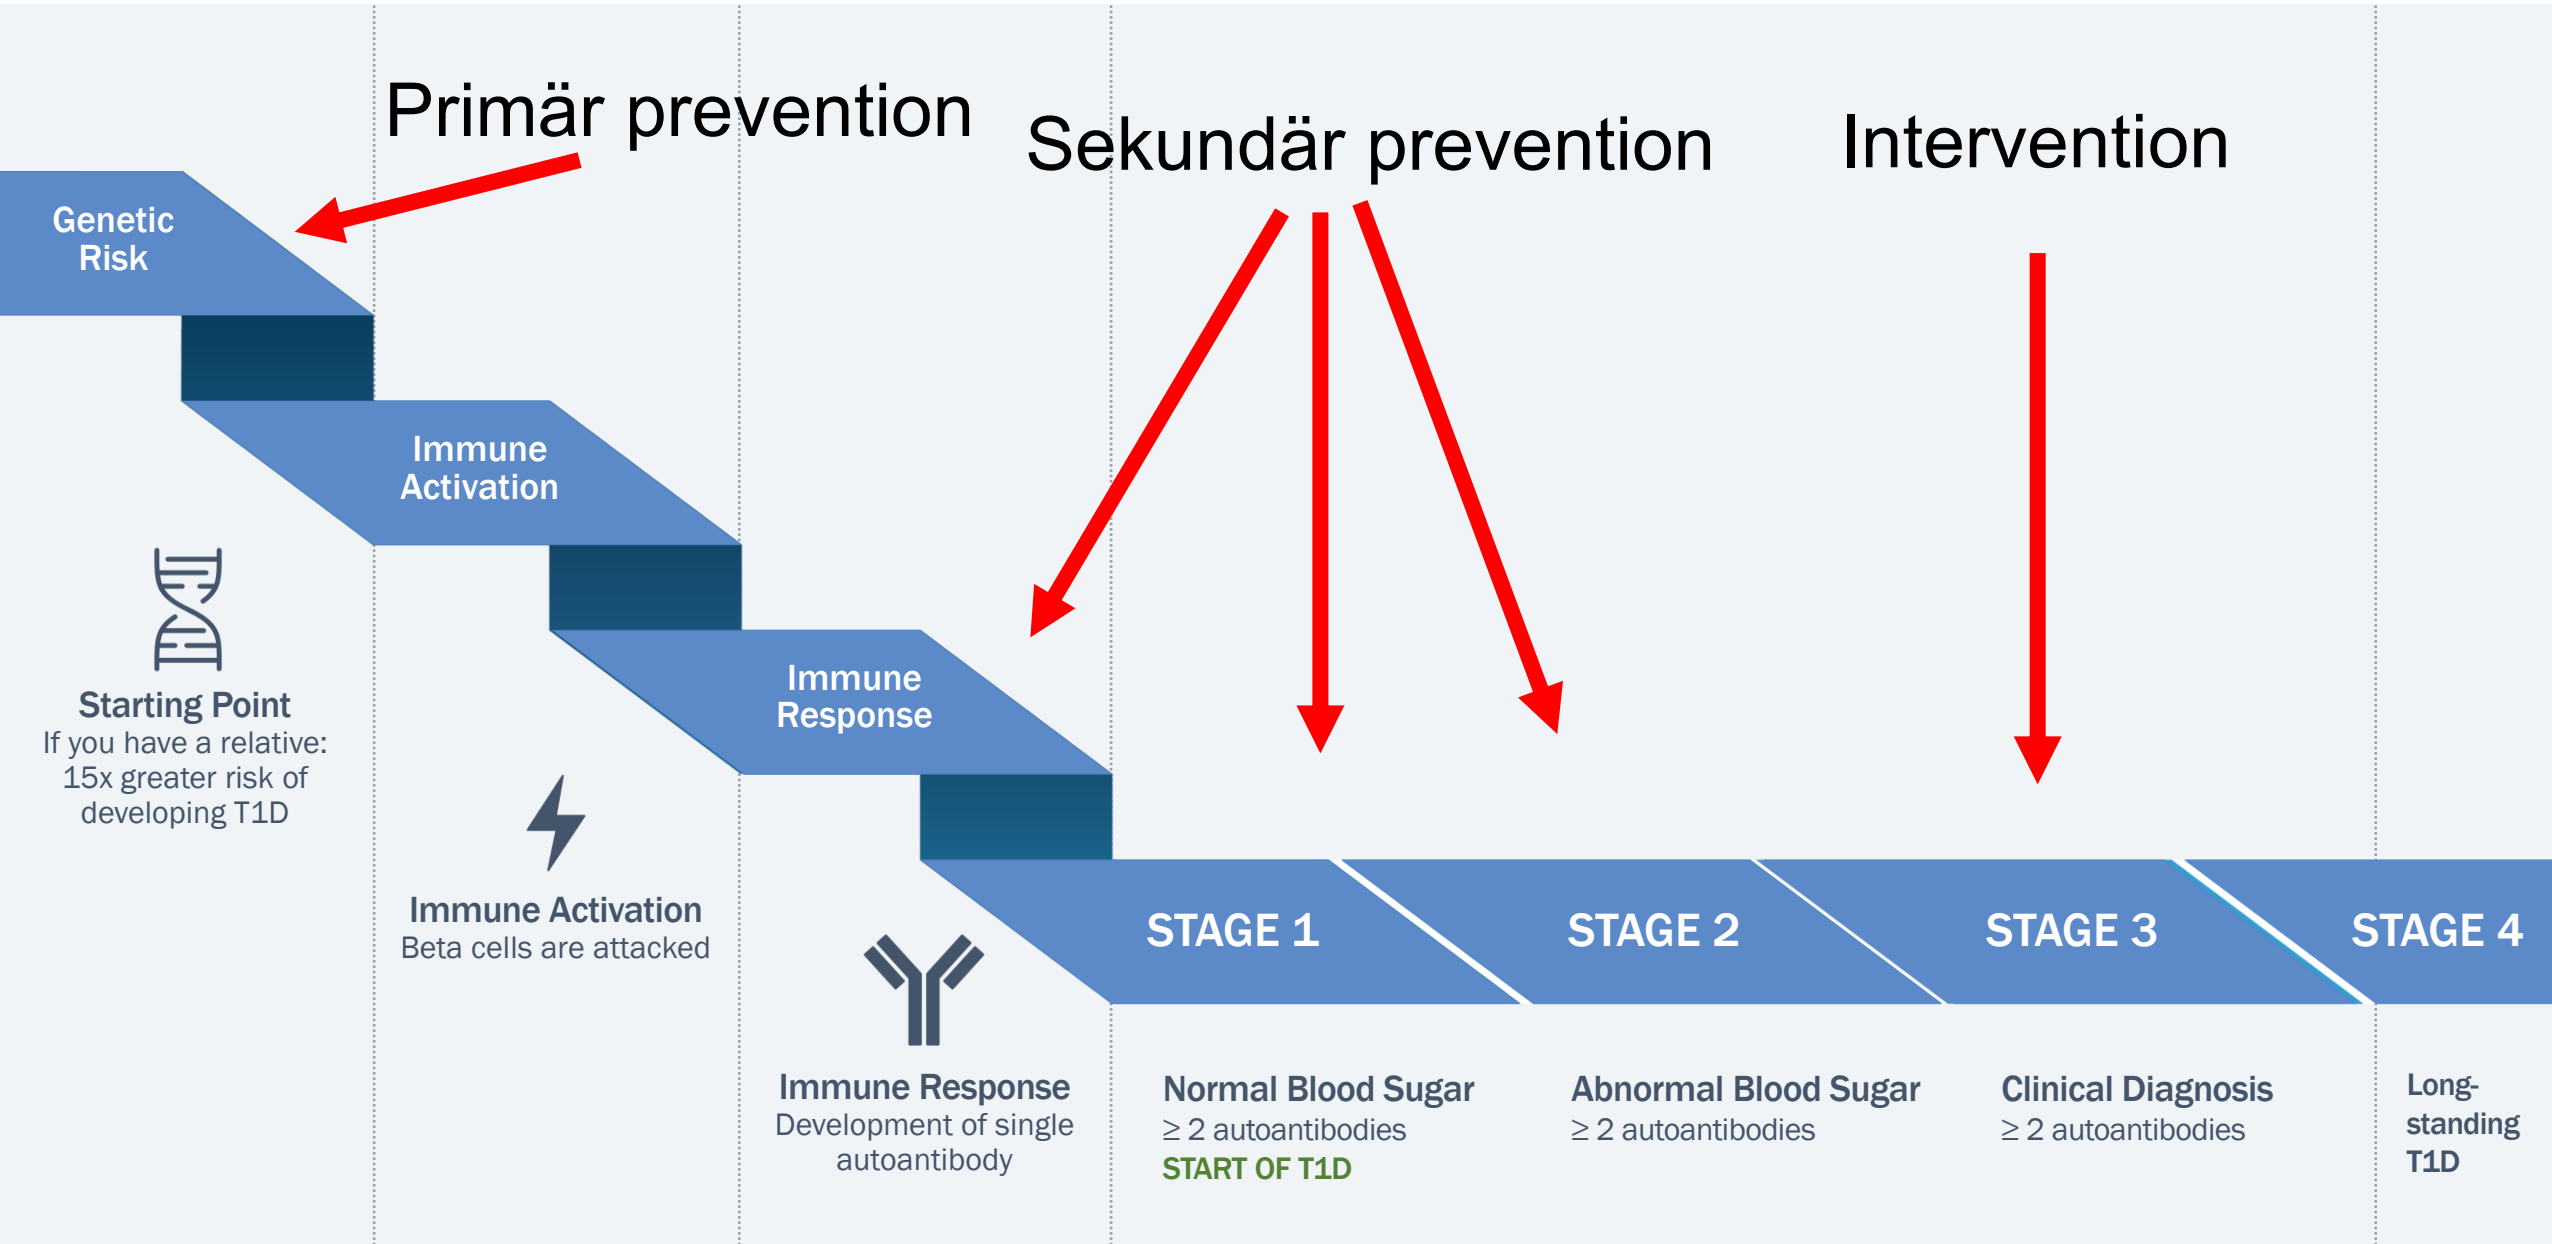 Primär prevention
Sekundär prevention
Intervention
Genetic
Risk
Immune
Activation
Immune
Response
Starting Point
If you have a relative:
15x greater risk of
developing T1D
Immune Activation
Beta cells are attacked
Immune Response
Development of single
autoantibody
STAGE 1
STAGE 2
STAGE 3
STAGE 4
Normal Blood Sugar
≥ 2 autoantibodies
START OF T1D
Abnormal Blood Sugar
≥ 2 autoantibodies
Clinical Diagnosis
≥ 2 autoantibodies
Long-
standing
T1D